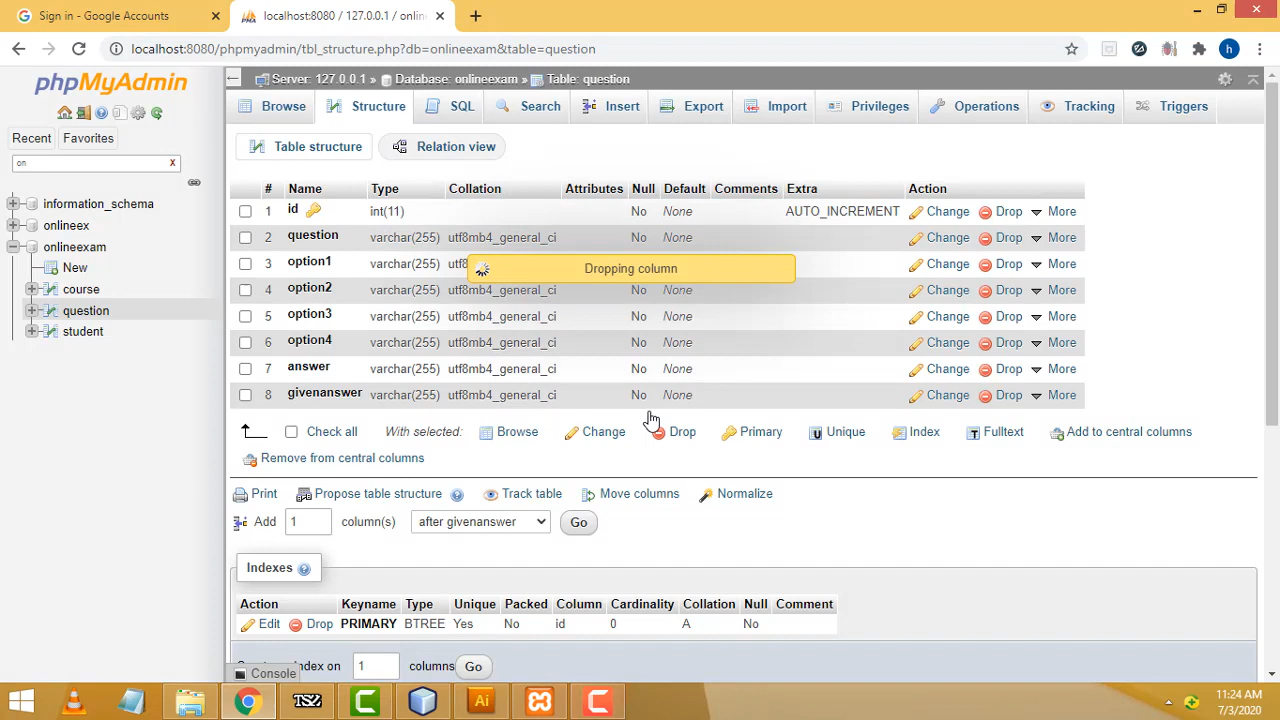 Sign in - Google Accounts
localhost:8080 / 127.0.0.1 / onlin
localhost:8080/phpmyadmin/tbl_structure.php?db=onlineexam&table=question
h
phpMyAdmin
Recent
Favorites
on
X
information_schema
onlineex
onlineexam
New
course
question
student
Server: 127.0.0.1 » Database: onlineexam » Table: question
Browse
Structure
SQL
Search
Insert
Export
Import
Privileges
Operations
Tracking
Triggers
Table structure
Relation view
# Name Type Collation Attributes Null Default Comments Extra Action
1 id int(11) No None AUTO_INCREMENT Change Drop More
2 question varchar(255) utf8mb4_general_ci No None Change Drop More
3 option1 varchar(255) utf8 Change Drop More
Dropping column
4 option2 varchar(255) utf8mb4_general_ci No None Change Drop More
5 option3 varchar(255) utf8mb4_general_ci No None Change Drop More
6 option4 varchar(255) utf8mb4_general_ci No None Change Drop More
7 answer varchar(255) utf8mb4_general_ci No None Change Drop More
8 givenanswer varchar(255) utf8mb4_general_ci No None Change Drop More
Check all With selected: Browse Change Drop Primary Unique Index Fulltext Add to central columns
Remove from central columns
Print Propose table structure Track table Move columns Normalize
Add 1 column(s) after givenanswer Go
Indexes
Action Keyname Type Unique Packed Column Cardinality Collation Null Comment
Edit Drop PRIMARY BTREE Yes No id 0 A No
index on 1 columns Go
Console
TSZ
Ai
11:24 AM
7/3/2020